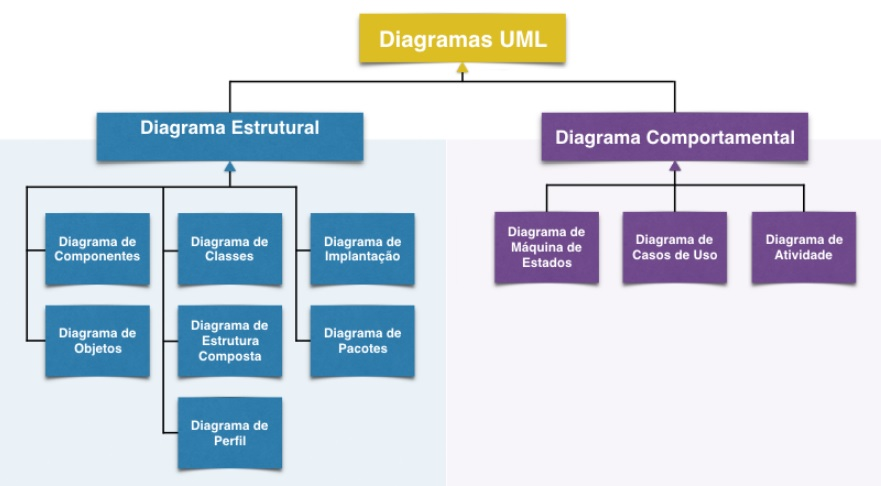 Diagramas UML
Diagrama Estrutural
Diagrama Comportamental
Diagrama de
Componentes
Diagrama de
Classes
Diagrama de
Implantação
Diagrama de
Máquina de
Estados
Diagrama de
Casos de Uso
Diagrama de
Atividade
Diagrama de
Objetos
Diagrama de
Estrutura
Composta
Diagrama de
Pacotes
Diagrama de
Perfil